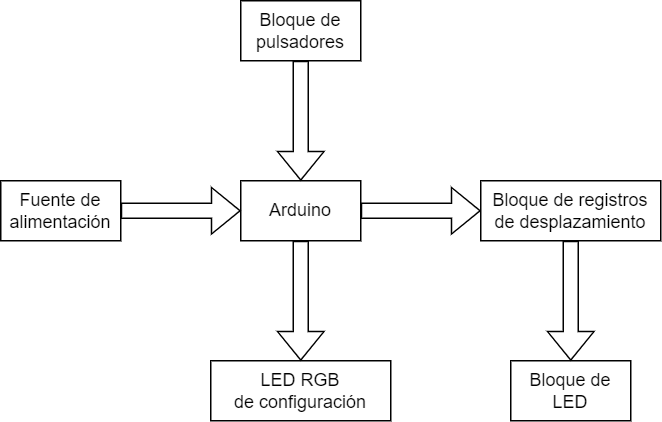 Bloque de
pulsadores
Fuente de
alimentación
Arduino
Bloque de registros
de desplazamiento
LED RGB
de configuración
Bloque de
LED